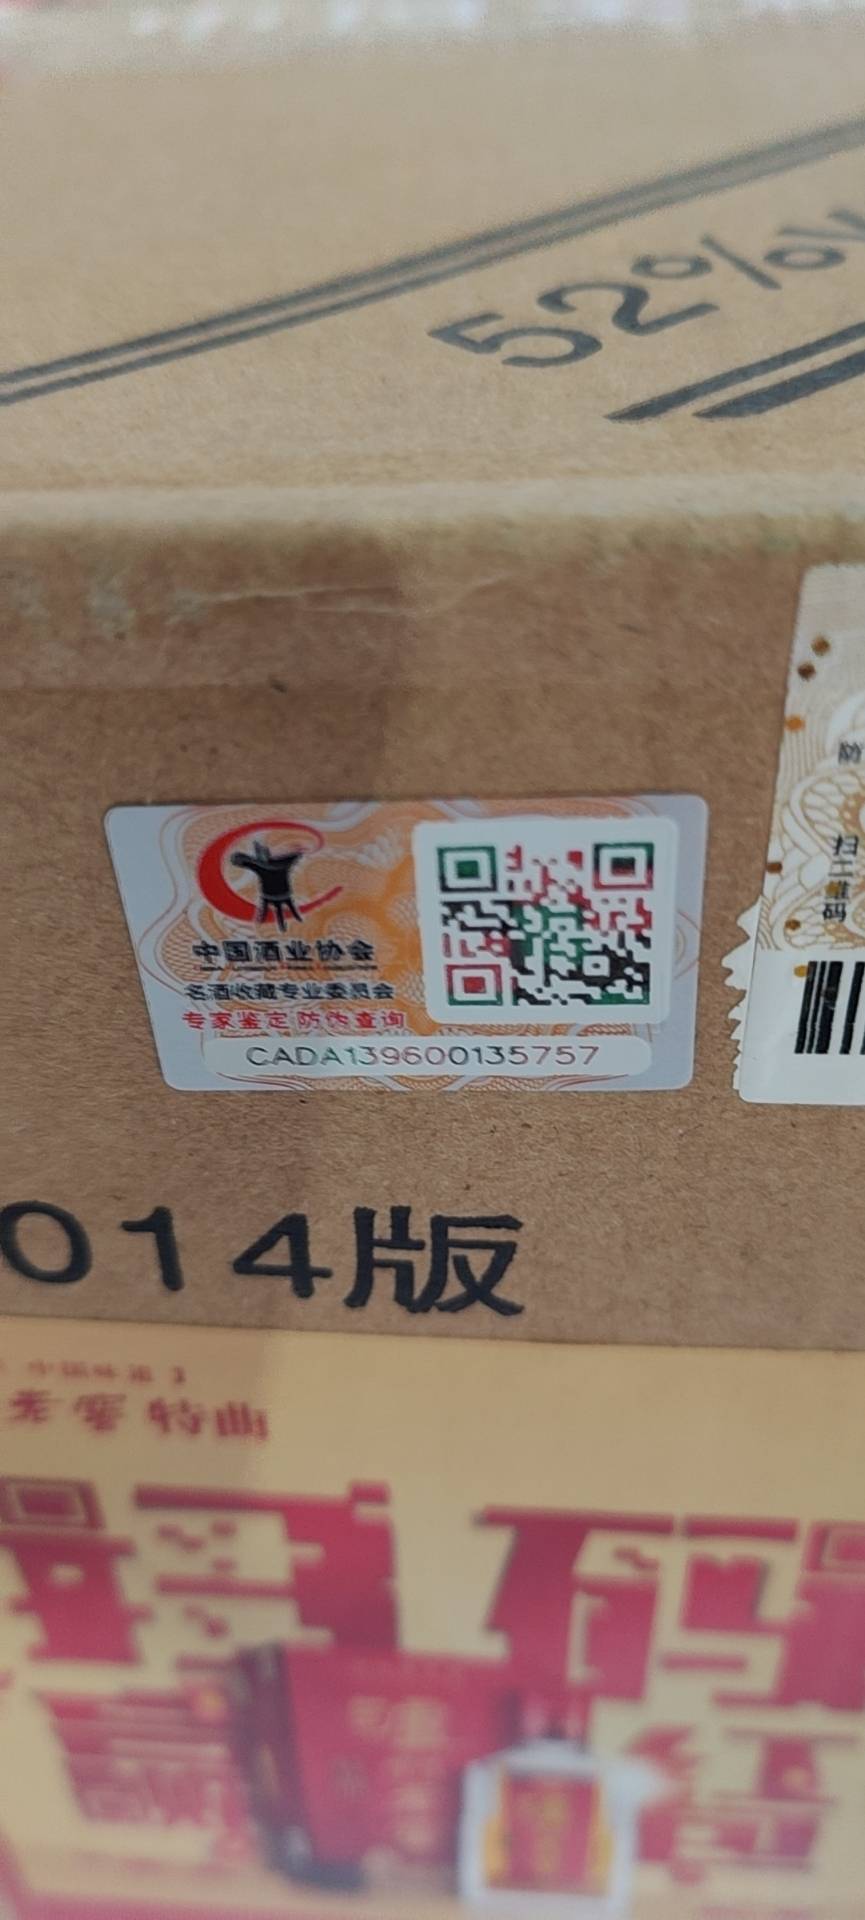 52%v
中国酒业协会
名酒收藏专业委员会
专家鉴定 防伪查询
CADA139600135757
扫二维码
014版
老窖特曲